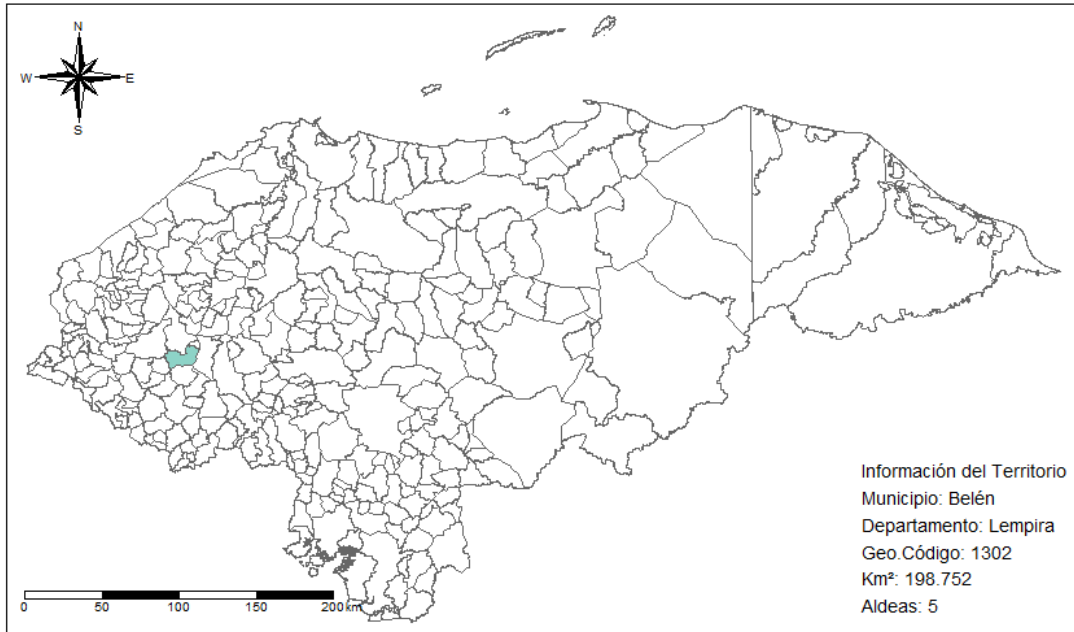 N
W E
S
Información del Territorio
Municipio: Belén
Departamento: Lempira
Geo.Código: 1302
Km²: 198.752
Aldeas: 5
0 50 100 150 200 km